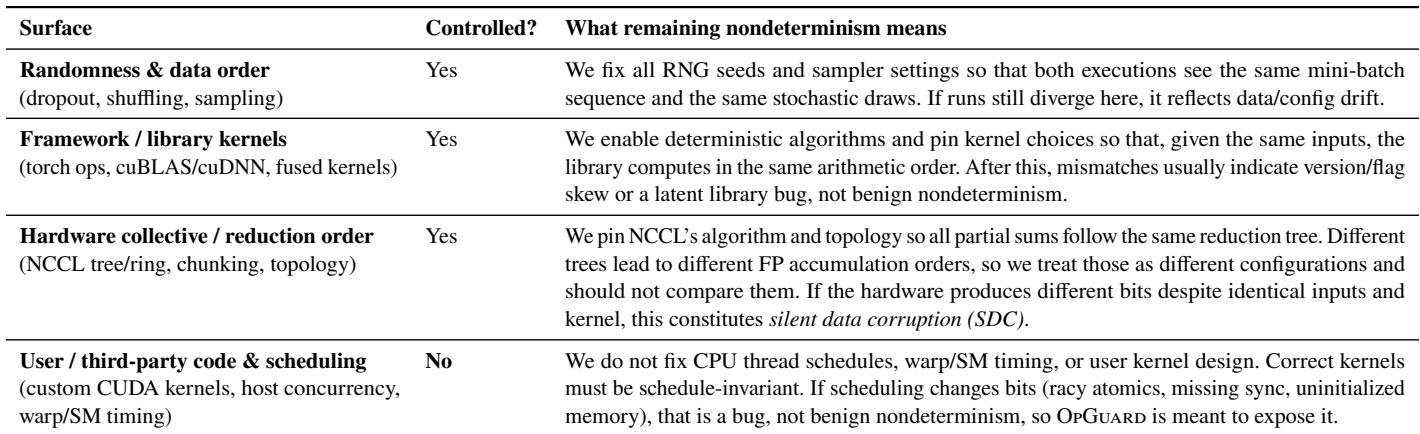 Surface Controlled? What remaining nondeterminism means
Randomness & data order Yes We fix all RNG seeds and sampler settings so that both executions see the same mini-batch
(dropout, shuffling, sampling) sequence and the same stochastic draws. If runs still diverge here, it reflects data/config drift.
Framework / library kernels Yes We enable deterministic algorithms and pin kernel choices so that, given the same inputs, the
(torch ops, cuBLAS/cuDNN, fused kernels) library computes in the same arithmetic order. After this, mismatches usually indicate version/flag
skew or a latent library bug, not benign nondeterminism.
Hardware collective / reduction order Yes We pin NCCL's algorithm and topology so all partial sums follow the same reduction tree. Different
(NCCL tree/ring, chunking, topology) trees lead to different FP accumulation orders, so we treat those as different configurations and
should not compare them. If the hardware produces different bits despite identical inputs and
kernel, this constitutes silent data corruption (SDC).
User / third-party code & scheduling No We do not fix CPU thread schedules, warp/SM timing, or user kernel design. Correct kernels
(custom CUDA kernels, host concurrency, must be schedule-invariant. If scheduling changes bits (racy atomics, missing sync, uninitialized
warp/SM timing) memory), that is a bug, not benign nondeterminism, so OpGuard is meant to expose it.